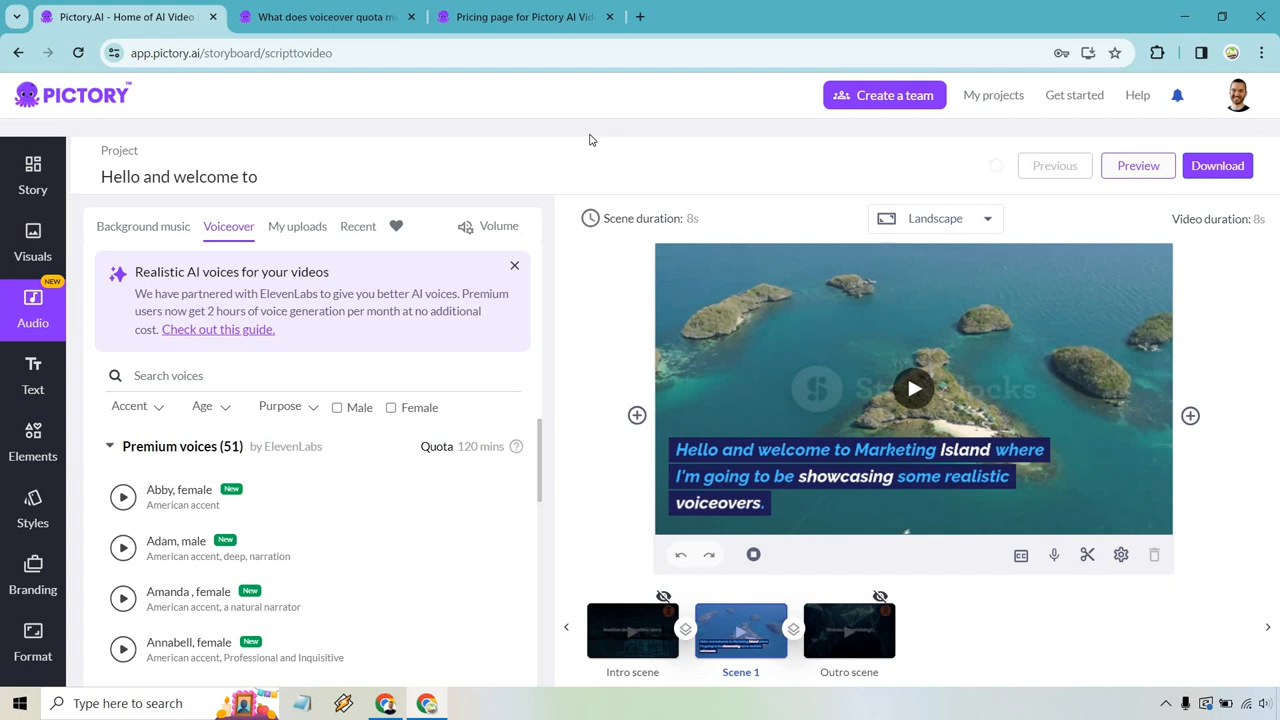 Pictory.AI - Home of AI Video
What does voiceover quota m
Pricing page for Pictory AI Vid
app.pictory.ai/storyboard/scripttovideo
PICTORY™
Create a team
My projects
Get started
Help
Project
Hello and welcome to
Previous
Preview
Download
Story
Visuals
NEW
Audio
Text
Elements
Styles
Branding
Format
Background music
Voiceover
My uploads
Recent
Volume
Realistic AI voices for your videos
We have partnered with ElevenLabs to give you better AI voices. Premium
users now get 2 hours of voice generation per month at no additional
cost. Check out this guide.
Search voices
Accent
Age
Purpose
Male
Female
Premium voices (51) by ElevenLabs
Quota 120 mins
Abby, female New
American accent
Adam, male New
American accent, deep, narration
Amanda , female New
American accent, a natural narrator
Annabell, female New
American accent, Professional and Inquisitive
Scene duration: 8s
Landscape
Video duration: 8s
Hello and welcome to Marketing Island where
I'm going to be showcasing some realistic
voiceovers.
Intro scene
Scene 1
Outro scene
Type here to search